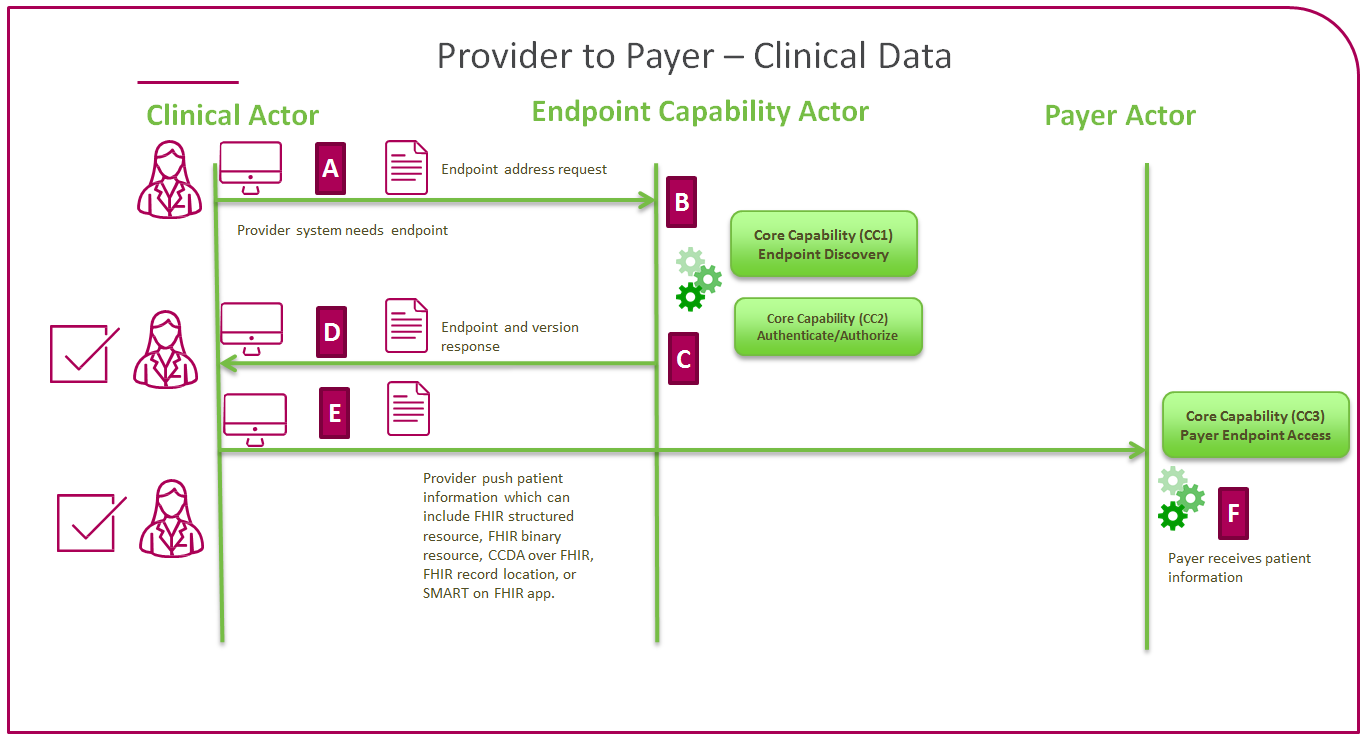 Provider to Payer – Clinical Data
Clinical Actor
Endpoint Capability Actor
Payer Actor
A
Endpoint address request
B
Provider system needs endpoint
Core Capability (CC1)
Endpoint Discovery
Core Capability (CC2)
Authenticate/Authorize
D
Endpoint and version
response
C
E
Core Capability (CC3)
Payer Endpoint Access
Provider push patient
information which can
include FHIR structured
resource, FHIR binary
resource, CCDA over FHIR,
FHIR record location, or
SMART on FHIR app.
F
Payer receives patient
information